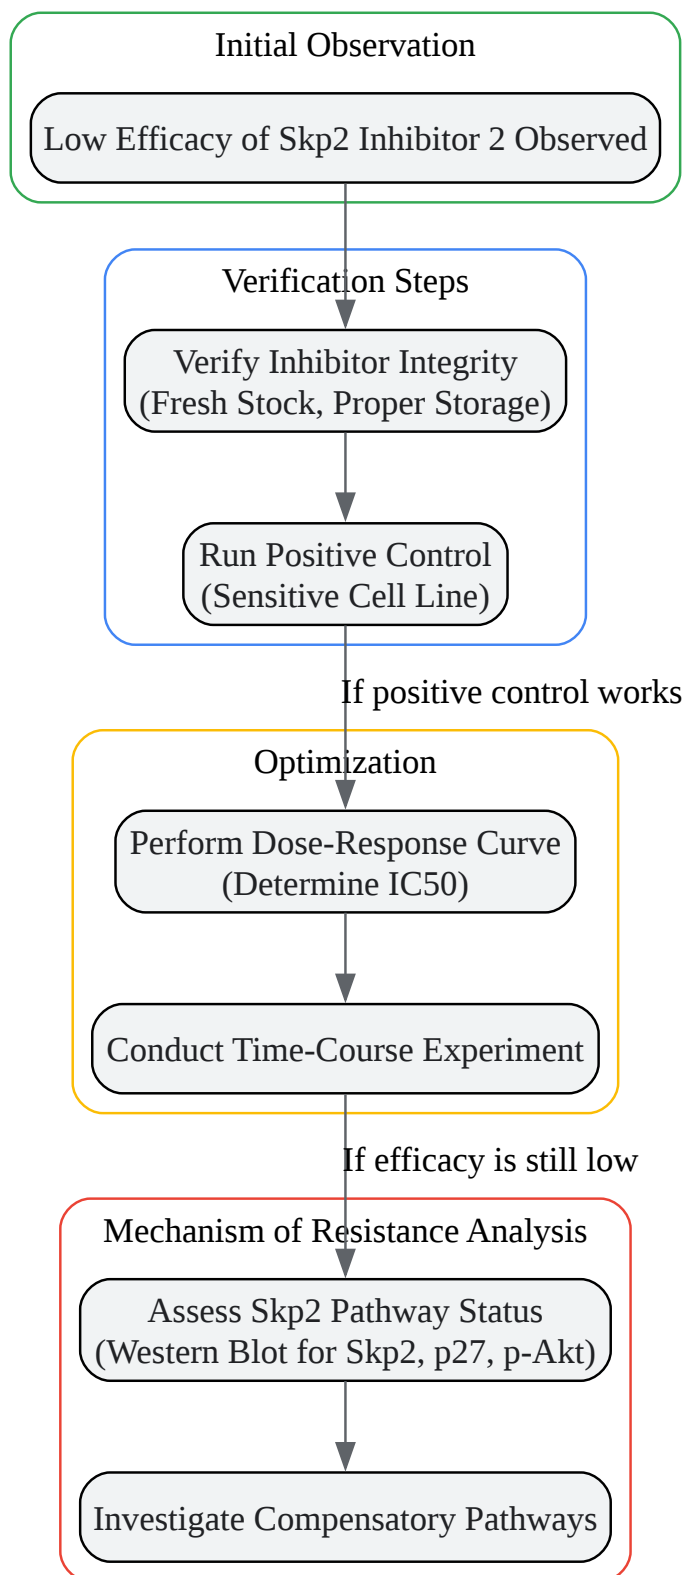 Initial Observation
Low Efficacy of Skp2 Inhibitor 2 Observed
Verification Steps
Verify Inhibitor Integrity
(Fresh Stock, Proper Storage)
Run Positive Control
(Sensitive Cell Line)
If positive control works
Optimization
Perform Dose-Response Curve
(Determine IC50)
Conduct Time-Course Experiment
If efficacy is still low
Mechanism of Resistance Analysis
Assess Skp2 Pathway Status
(Western Blot for Skp2, p27, p-Akt)
Investigate Compensatory Pathways